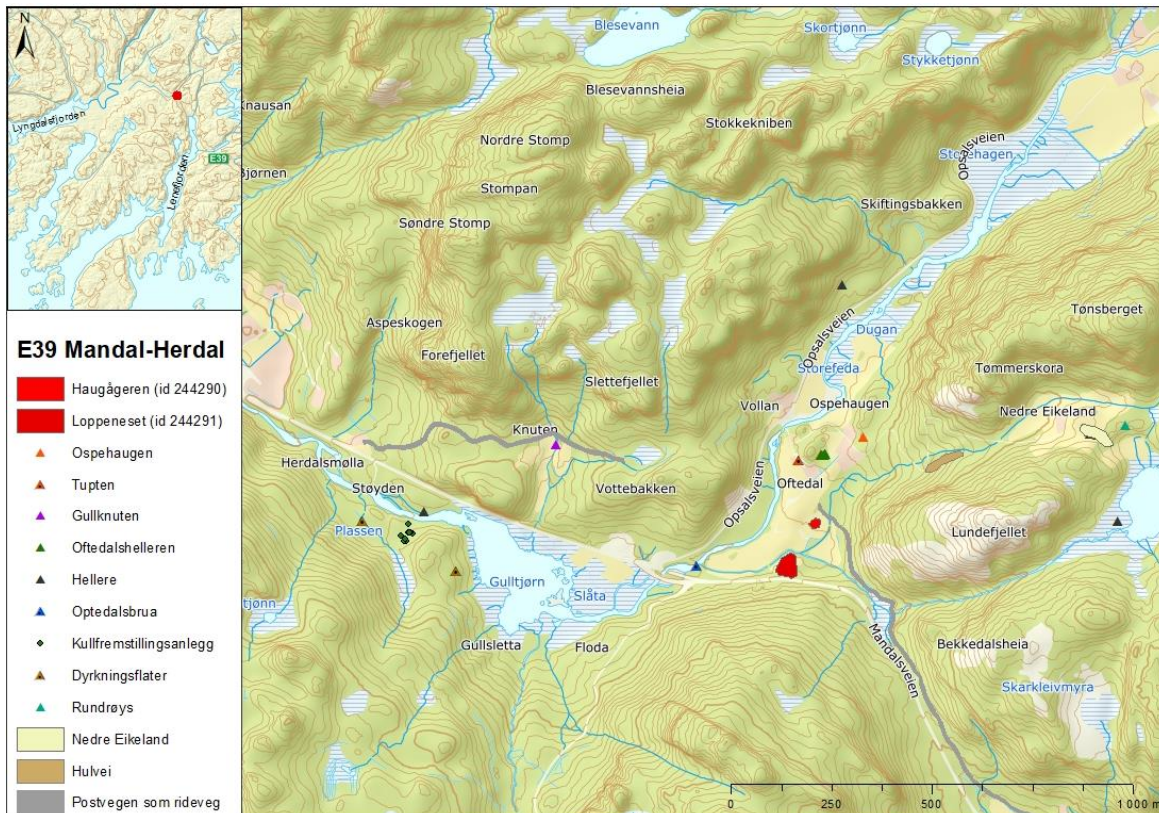 N
Lyngdalsfjorden
E39
Lenefjorden
E39 Mandal-Herdal
Haugågeren (id 244290)
Loppeneset (id 244291)
Ospehaugen
Tupten
Gullknuten
Oftedalshelleren
Hellere
Optedalsbrua
Kullfremstillingsanlegg
Dyrkningsflater
Rundrøys
Nedre Eikeland
Hulvei
Postvegen som rideveg
Blesevann
Skortjønn
Stykketjønn
Blesevannsheia
Knausan
Stokkekniben
Nordre Stomp
Opsalsveien
Storehagen
Bjørnen
Stompan
Skiftingsbakken
Søndre Stomp
Tønsberget
Aspeskogen
Opsalsveien
Dugan
Forefjellet
Storefeda
Tømmerskora
Slettefjellet
Vollan
Ospehaugen
Nedre Eikeland
Knuten
Herdalsmølla
Vottebakken
Oftedal
Støyden
Opsalsveien
Plassen
Lundefjellet
Gulltjørn
Slåta
tjønn
Gullsletta
Floda
Mandalsveien
Bekkedalsheia
Skarkleivmyra
0
250
500
1 000 m